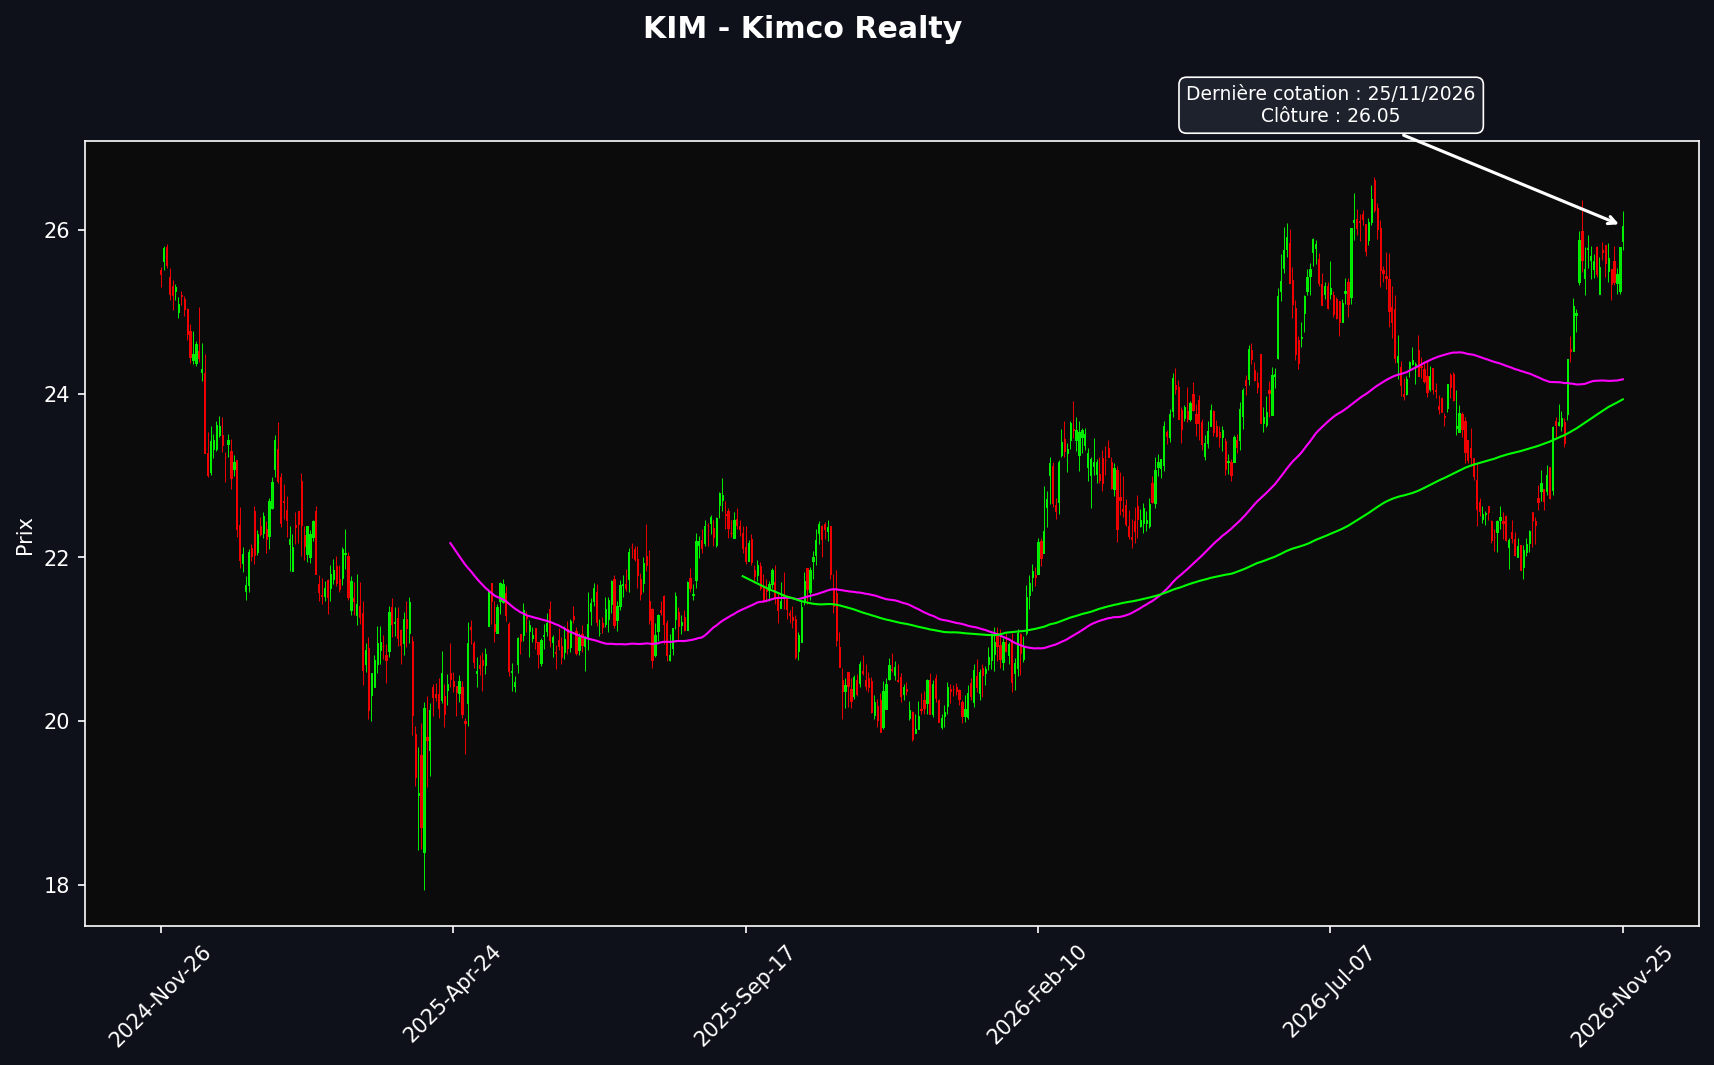 KIM - Kimco Realty
Dernière cotation : 25/11/2026
Clôture : 26.05
Prix
26
24
22
20
18
2024-Nov-26
2025-Apr-24
2025-Sep-17
2026-Feb-10
2026-Jul-07
2026-Nov-25